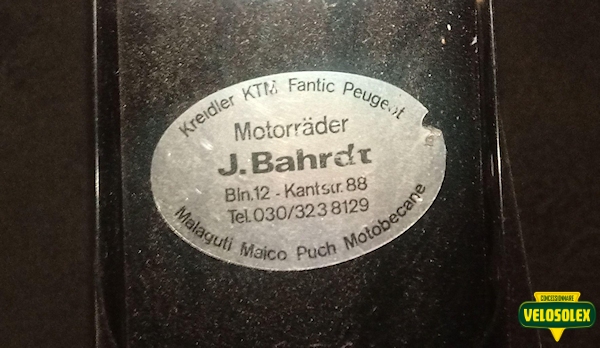 Kreidler KTM Fantic Peugeot
Motorräder
J. Bahrdt
Bln.12 - Kantstr. 88
Tel. 030/323 8129
Malaguti Maico Puch Motobecane
CONCESSIONNAIRE
VELOSOLEX